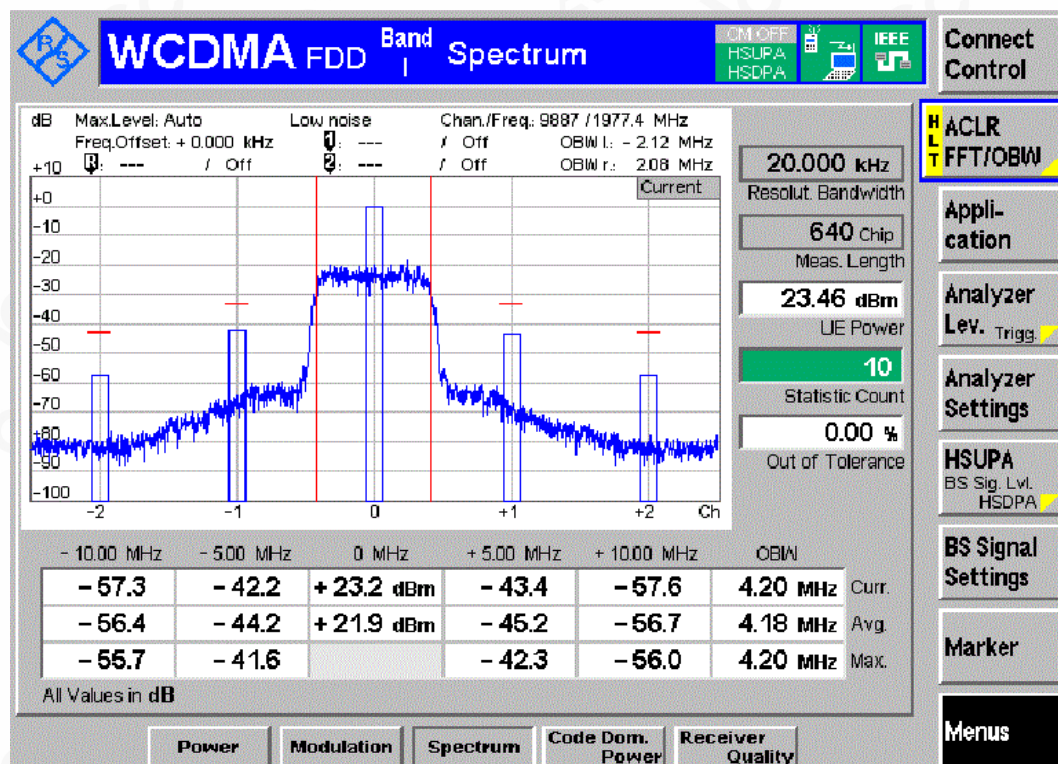 R&S
WCDMA FDD Band I Spectrum
CM OFF
HSUPA
HSDPA
IEEE
Connect Control
dB Max.Level: Auto Low noise Chan./Freq.: 9887 /1977.4 MHz
Freq.Offset: + 0.000 kHz 1: --- / Off OBW l.: - 2.12 MHz
R: --- / Off 2: --- / Off OBW r.: 2.08 MHz
Current
+10
+0
-10
-20
-30
-40
-50
-60
-70
-80
-90
-100
-2 -1 0 +1 +2 Ch
20.000 kHz
Resolut. Bandwidth
640 Chip
Meas. Length
23.46 dBm
UE Power
10
Statistic Count
0.00 %
Out of Tolerance
- 10.00 MHz - 5.00 MHz 0 MHz + 5.00 MHz + 10.00 MHz OBW
- 57.3 - 42.2 + 23.2 dBm - 43.4 - 57.6 4.20 MHz Curr.
- 56.4 - 44.2 + 21.9 dBm - 45.2 - 56.7 4.18 MHz Avg.
- 55.7 - 41.6 - 42.3 - 56.0 4.20 MHz Max.
All Values in dB
HLT
ACLR
FFT/OBW
Appli-
cation
Analyzer
Lev. Trigg.
Analyzer
Settings
HSUPA
BS Sig. Lvl.
HSDPA
BS Signal
Settings
Marker
Menus
Power
Modulation
Spectrum
Code Dom.
Power
Receiver
Quality